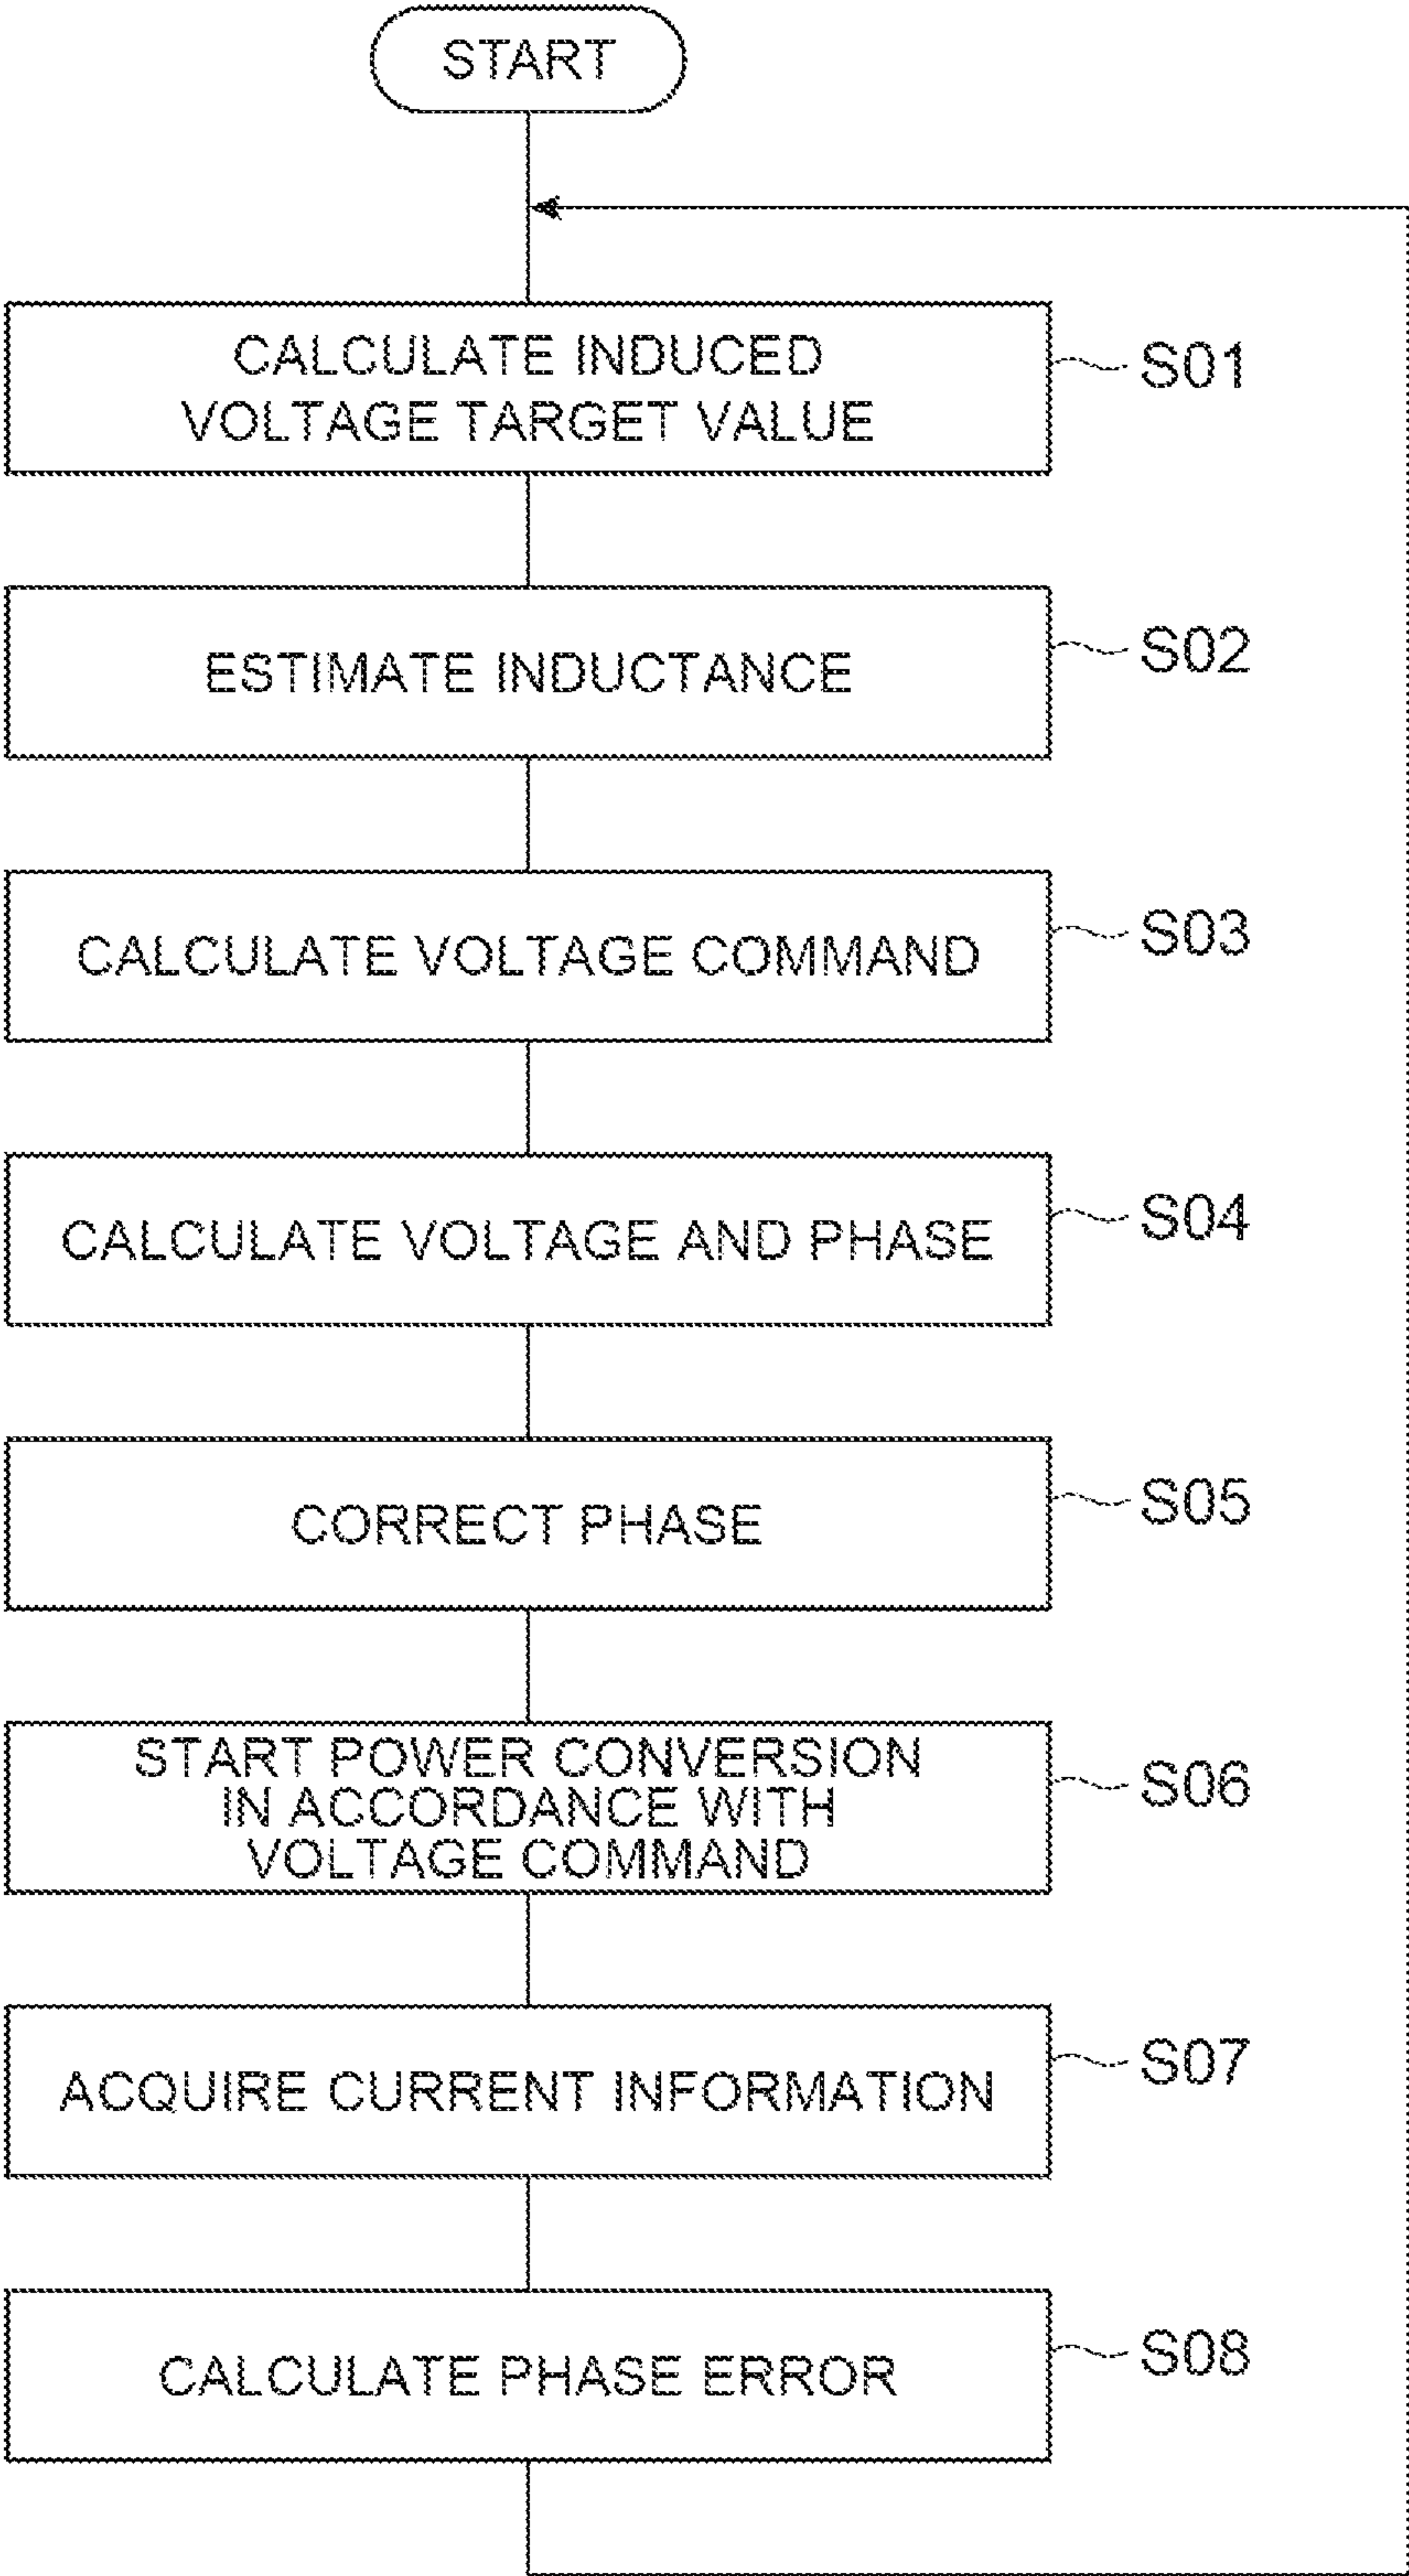 START
CALCULATE INDUCED
VOLTAGE TARGET VALUE
S01
ESTIMATE INDUCTANCE
S02
CALCULATE VOLTAGE COMMAND
S03
CALCULATE VOLTAGE AND PHASE
S04
CORRECT PHASE
S05
START POWER CONVERSION
IN ACCORDANCE WITH
VOLTAGE COMMAND
S06
ACQUIRE CURRENT INFORMATION
S07
CALCULATE PHASE ERROR
S08